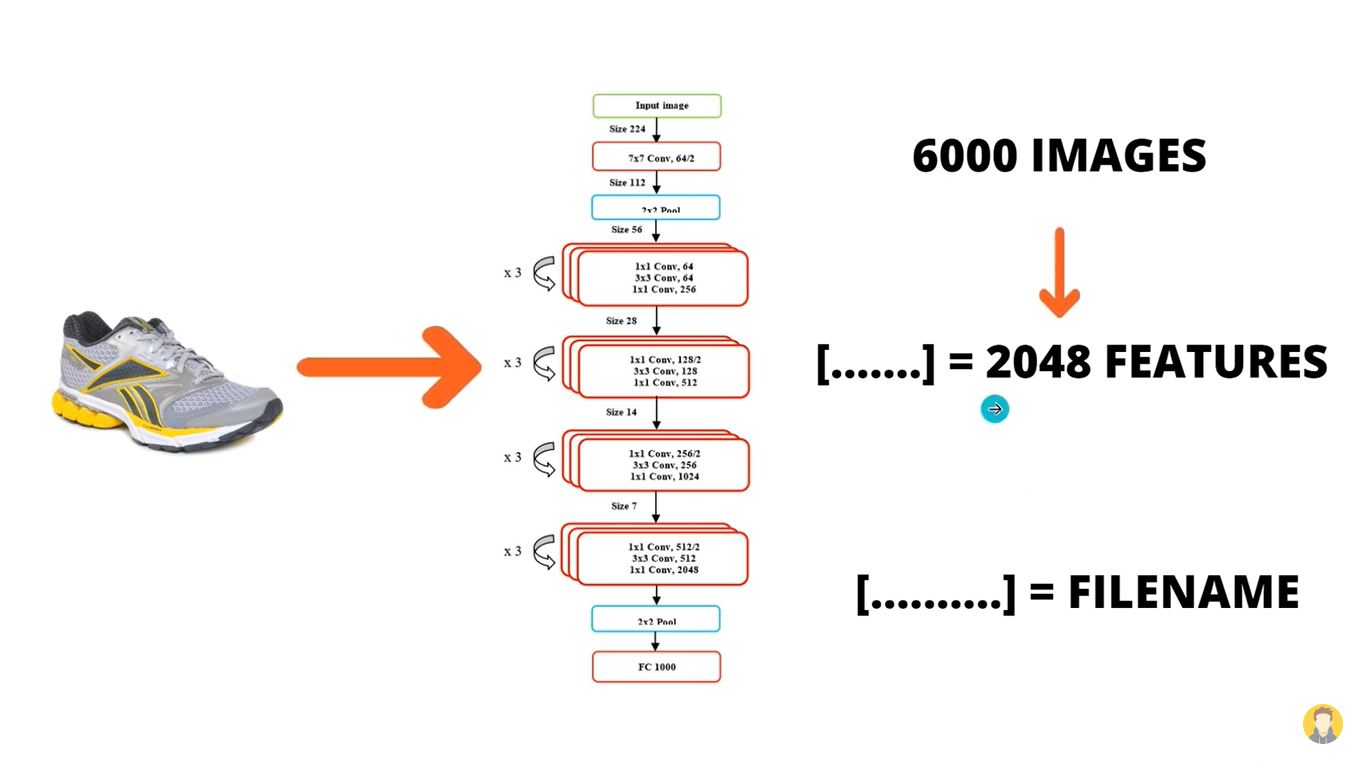 Input image
Size 224
7x7 Conv, 64/2
Size 112
2x2 Pool
Size 56
x 3
1x1 Conv, 64
3x3 Conv, 64
1x1 Conv, 256
Size 28
x 3
1x1 Conv, 128/2
3x3 Conv, 128
1x1 Conv, 512
Size 14
x 3
1x1 Conv, 256/2
3x3 Conv, 256
1x1 Conv, 1024
Size 7
x 3
1x1 Conv, 512/2
3x3 Conv, 512
1x1 Conv, 2048
2x2 Pool
FC 1000
6000 IMAGES
[.......] = 2048 FEATURES
[..........] = FILENAME